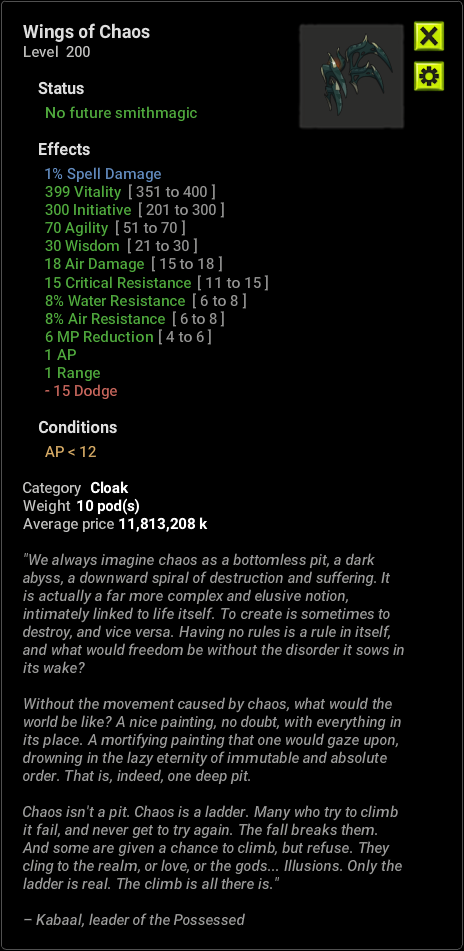 Wings of Chaos
Level 200
Status
No future smithmagic
Effects
1% Spell Damage
399 Vitality [ 351 to 400 ]
300 Initiative [ 201 to 300 ]
70 Agility [ 51 to 70 ]
30 Wisdom [ 21 to 30 ]
18 Air Damage [ 15 to 18 ]
15 Critical Resistance [ 11 to 15 ]
8% Water Resistance [ 6 to 8 ]
8% Air Resistance [ 6 to 8 ]
6 MP Reduction [ 4 to 6 ]
1 AP
1 Range
- 15 Dodge
Conditions
AP < 12
Category Cloak
Weight 10 pod(s)
Average price 11,813,208 k
"We always imagine chaos as a bottomless pit, a dark
abyss, a downward spiral of destruction and suffering. It
is actually a far more complex and elusive notion,
intimately linked to life itself. To create is sometimes to
destroy, and vice versa. Having no rules is a rule in itself,
and what would freedom be without the disorder it sows in
its wake?
Without the movement caused by chaos, what would the
world be like? A nice painting, no doubt, with everything in
its place. A mortifying painting that one would gaze upon,
drowning in the lazy eternity of immutable and absolute
order. That is, indeed, one deep pit.
Chaos isn't a pit. Chaos is a ladder. Many who try to climb
it fail, and never get to try again. The fall breaks them.
And some are given a chance to climb, but refuse. They
cling to the realm, or love, or the gods... Illusions. Only the
ladder is real. The climb is all there is."
– Kabaal, leader of the Possessed